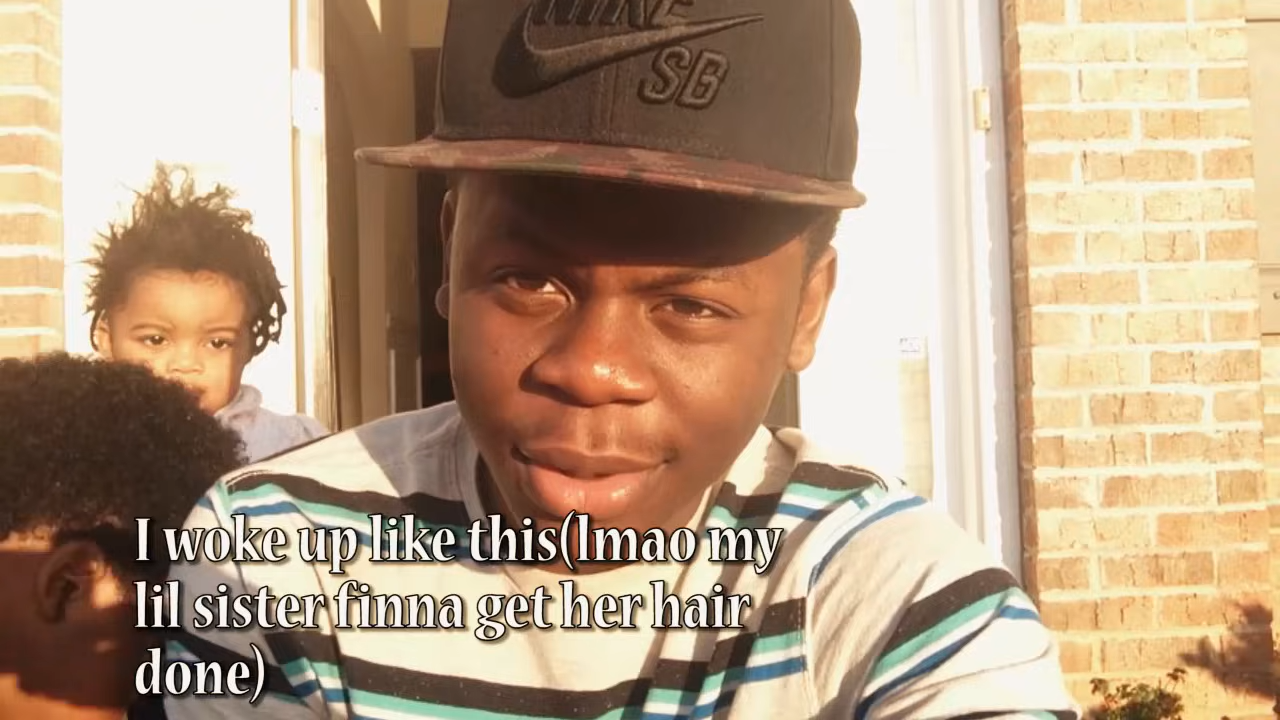 NIKE
SB
I woke up like this(lmao my
lil sister finna get her hair
done)